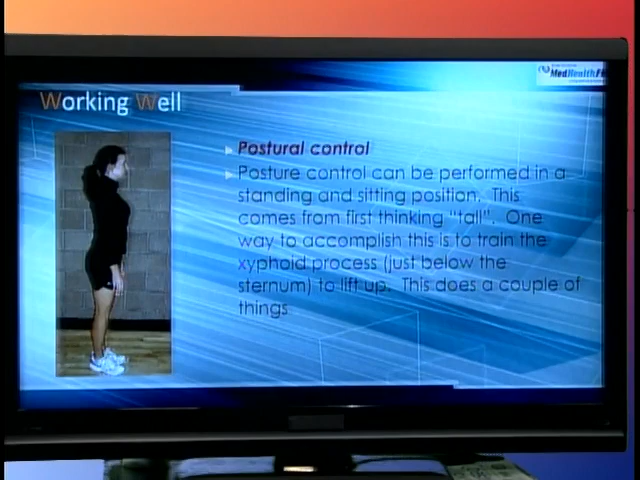 MedHealthFit
Working Well
Postural control
Posture control can be performed in a
standing and sitting position. This
comes from first thinking “tall”. One
way to accomplish this is to train the
xyphoid process (just below the
sternum) to lift up. This does a couple of
things